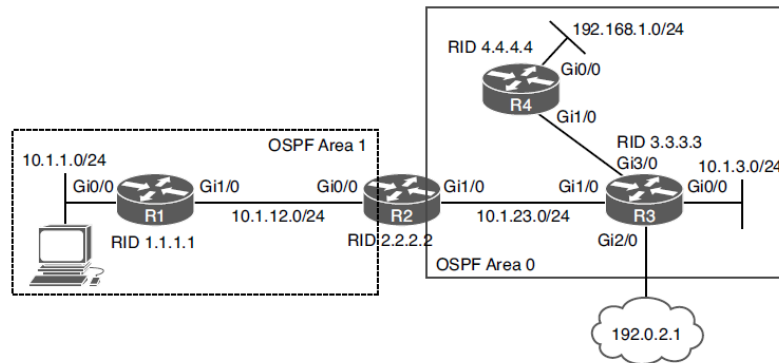 192.168.1.0/24
RID 4.4.4.4
Gi0/0
R4
Gi1/0
OSPF Area 1
RID 3.3.3.3
10.1.1.0/24
Gi3/0
10.1.3.0/24
Gi0/0
Gi1/0
Gi0/0
Gi1/0
Gi1/0
Gi0/0
R1
R2
R3
10.1.12.0/24
10.1.23.0/24
RID 1.1.1.1
RID 2.2.2.2
Gi2/0
OSPF Area 0
192.0.2.1